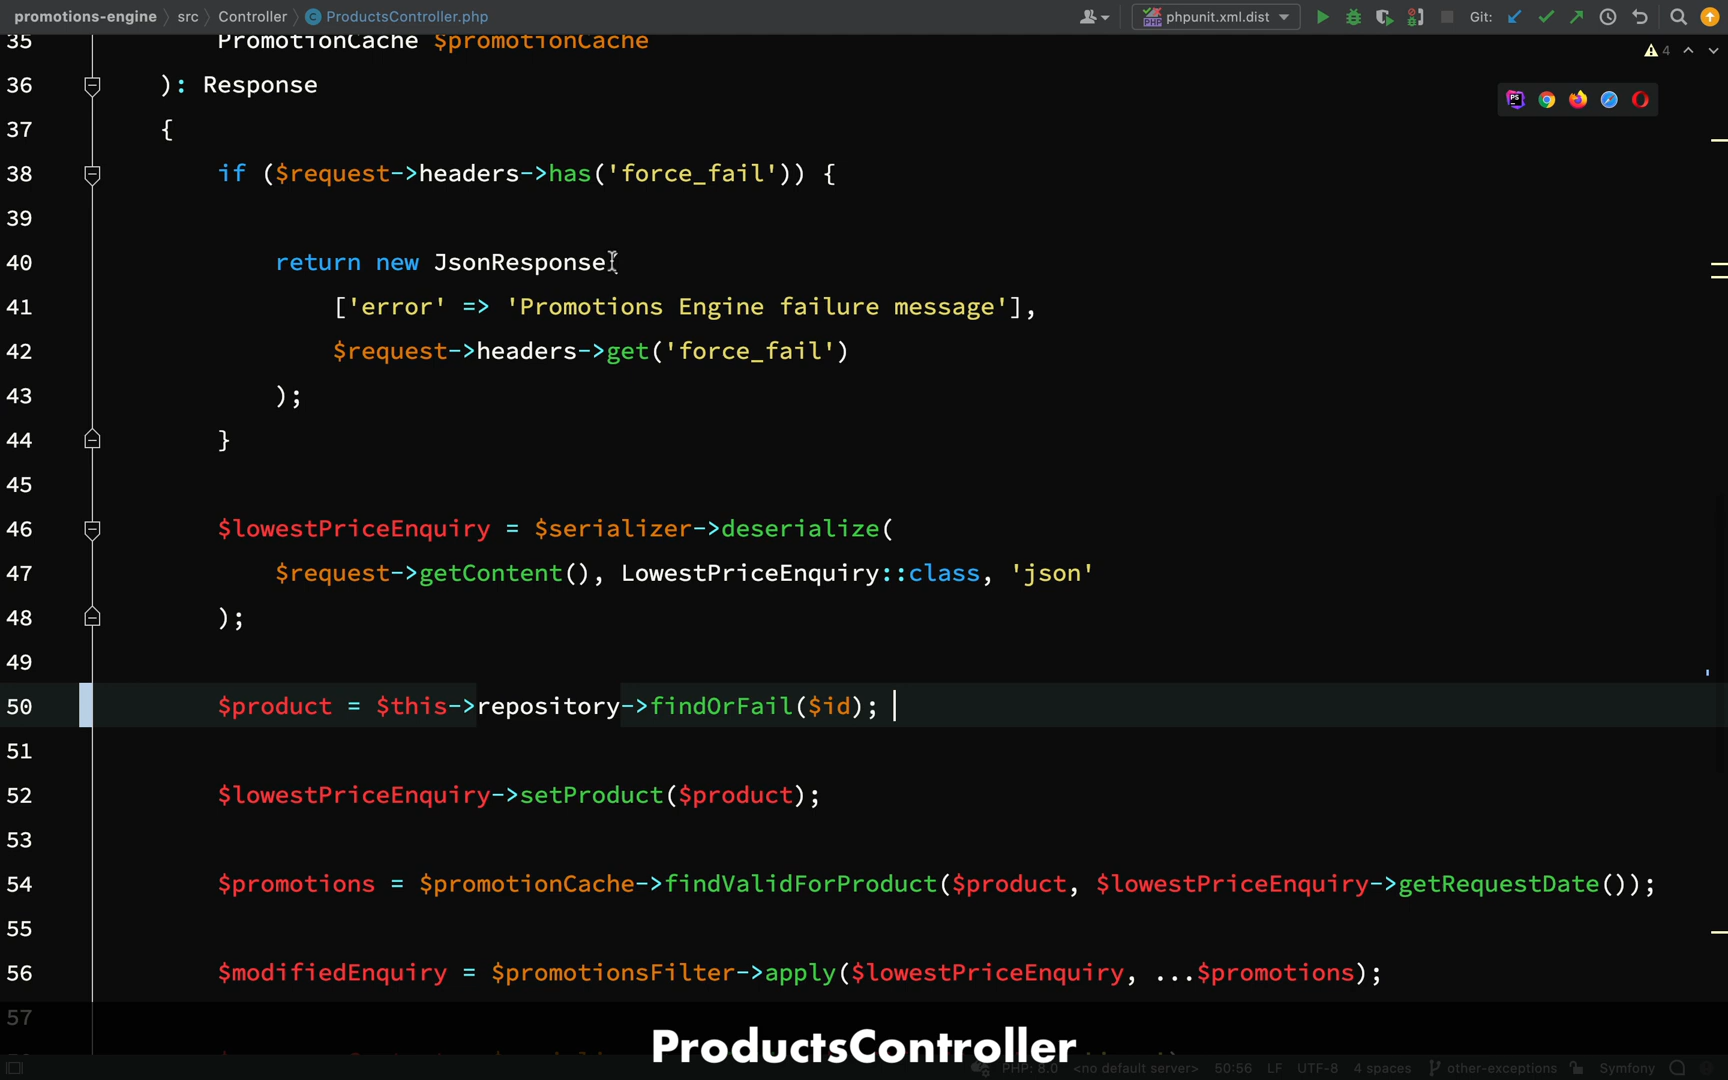 promotions-engine src Controller ProductsController.php phpunit.xml.dist Git:
35 PromotionCache $promotionCache
4
36 ): Response
37 {
38 if ($request->headers->has('force_fail')) {
39
40 return new JsonResponse
41 ['error' => 'Promotions Engine failure message'],
42 $request->headers->get('force_fail')
43 );
44 }
45
46 $lowestPriceEnquiry = $serializer->deserialize(
47 $request->getContent(), LowestPriceEnquiry::class, 'json'
48 );
49
50 $product = $this->repository->findOrFail($id);
51
52 $lowestPriceEnquiry->setProduct($product);
53
54 $promotions = $promotionCache->findValidForProduct($product, $lowestPriceEnquiry->getRequestDate());
55
56 $modifiedEnquiry = $promotionsFilter->apply($lowestPriceEnquiry, ...$promotions);
57
ProductsController
PHP: 8.0 <no default server> 50:56 LF UTF-8 4 spaces other-exceptions Symfony